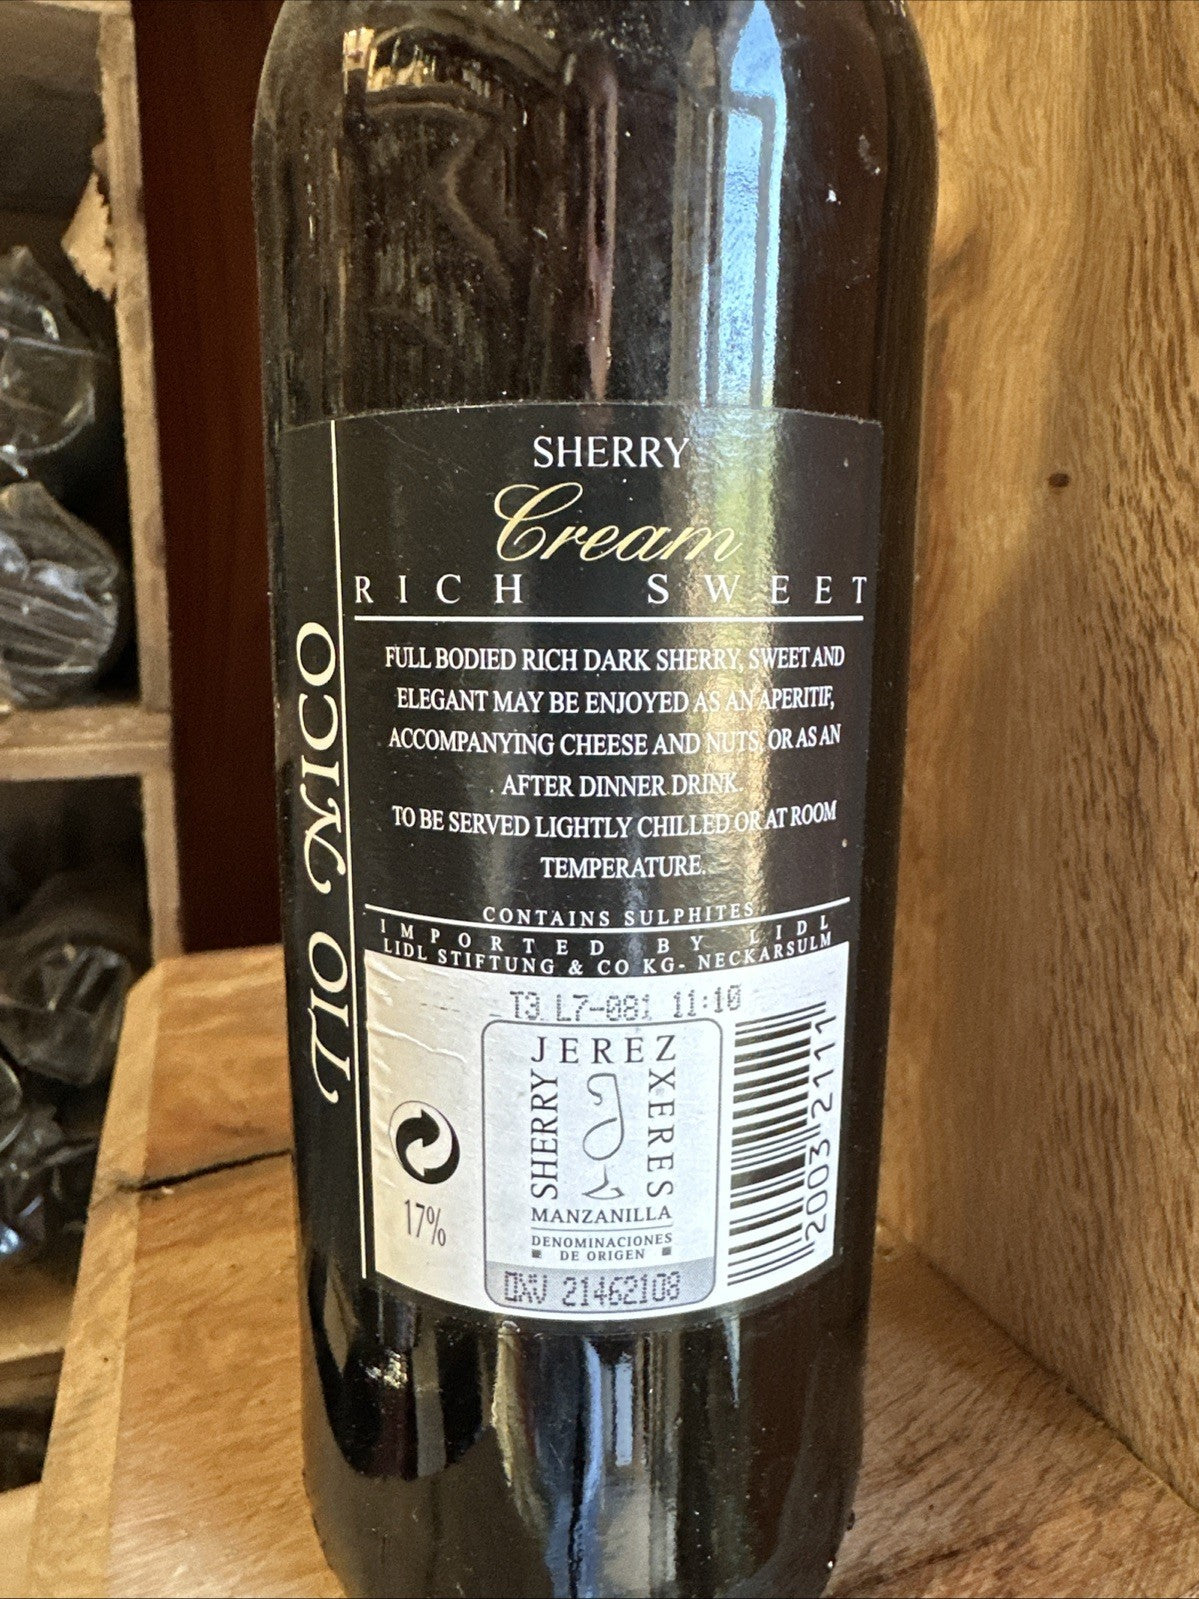 SHERRY
Cream
RICH SWEET
FULL BODIED RICH DARK SHERRY, SWEET AND
ELEGANT MAY BE ENJOYED AS AN APERITIF,
ACCOMPANYING CHEESE AND NUTS, OR AS AN
AFTER DINNER DRINK.
TO BE SERVED LIGHTLY CHILLED OR AT ROOM
TEMPERATURE.
CONTAINS SULPHITES
IMPORTED BY LIDL
LIDL STIFTUNG & CO KG- NECKARSULM
TIO NICO
T3 L7-081 11:10
JEREZ
SHERRY
XERES
MANZANILLA
DENOMINACIONES
DE ORIGEN
OXV 21462108
17%
2003 2111